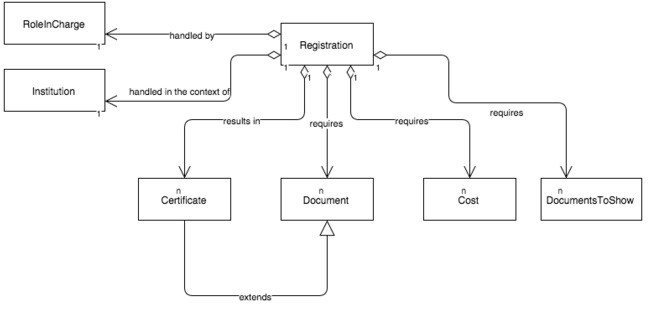 RoleInCharge
1
handled by
1
Registration
Institution
1
handled in the context of
1
1
1
1
results in
requires
requires
requires
n
Certificate
n
Document
n
Cost
n
DocumentsToShow
extends